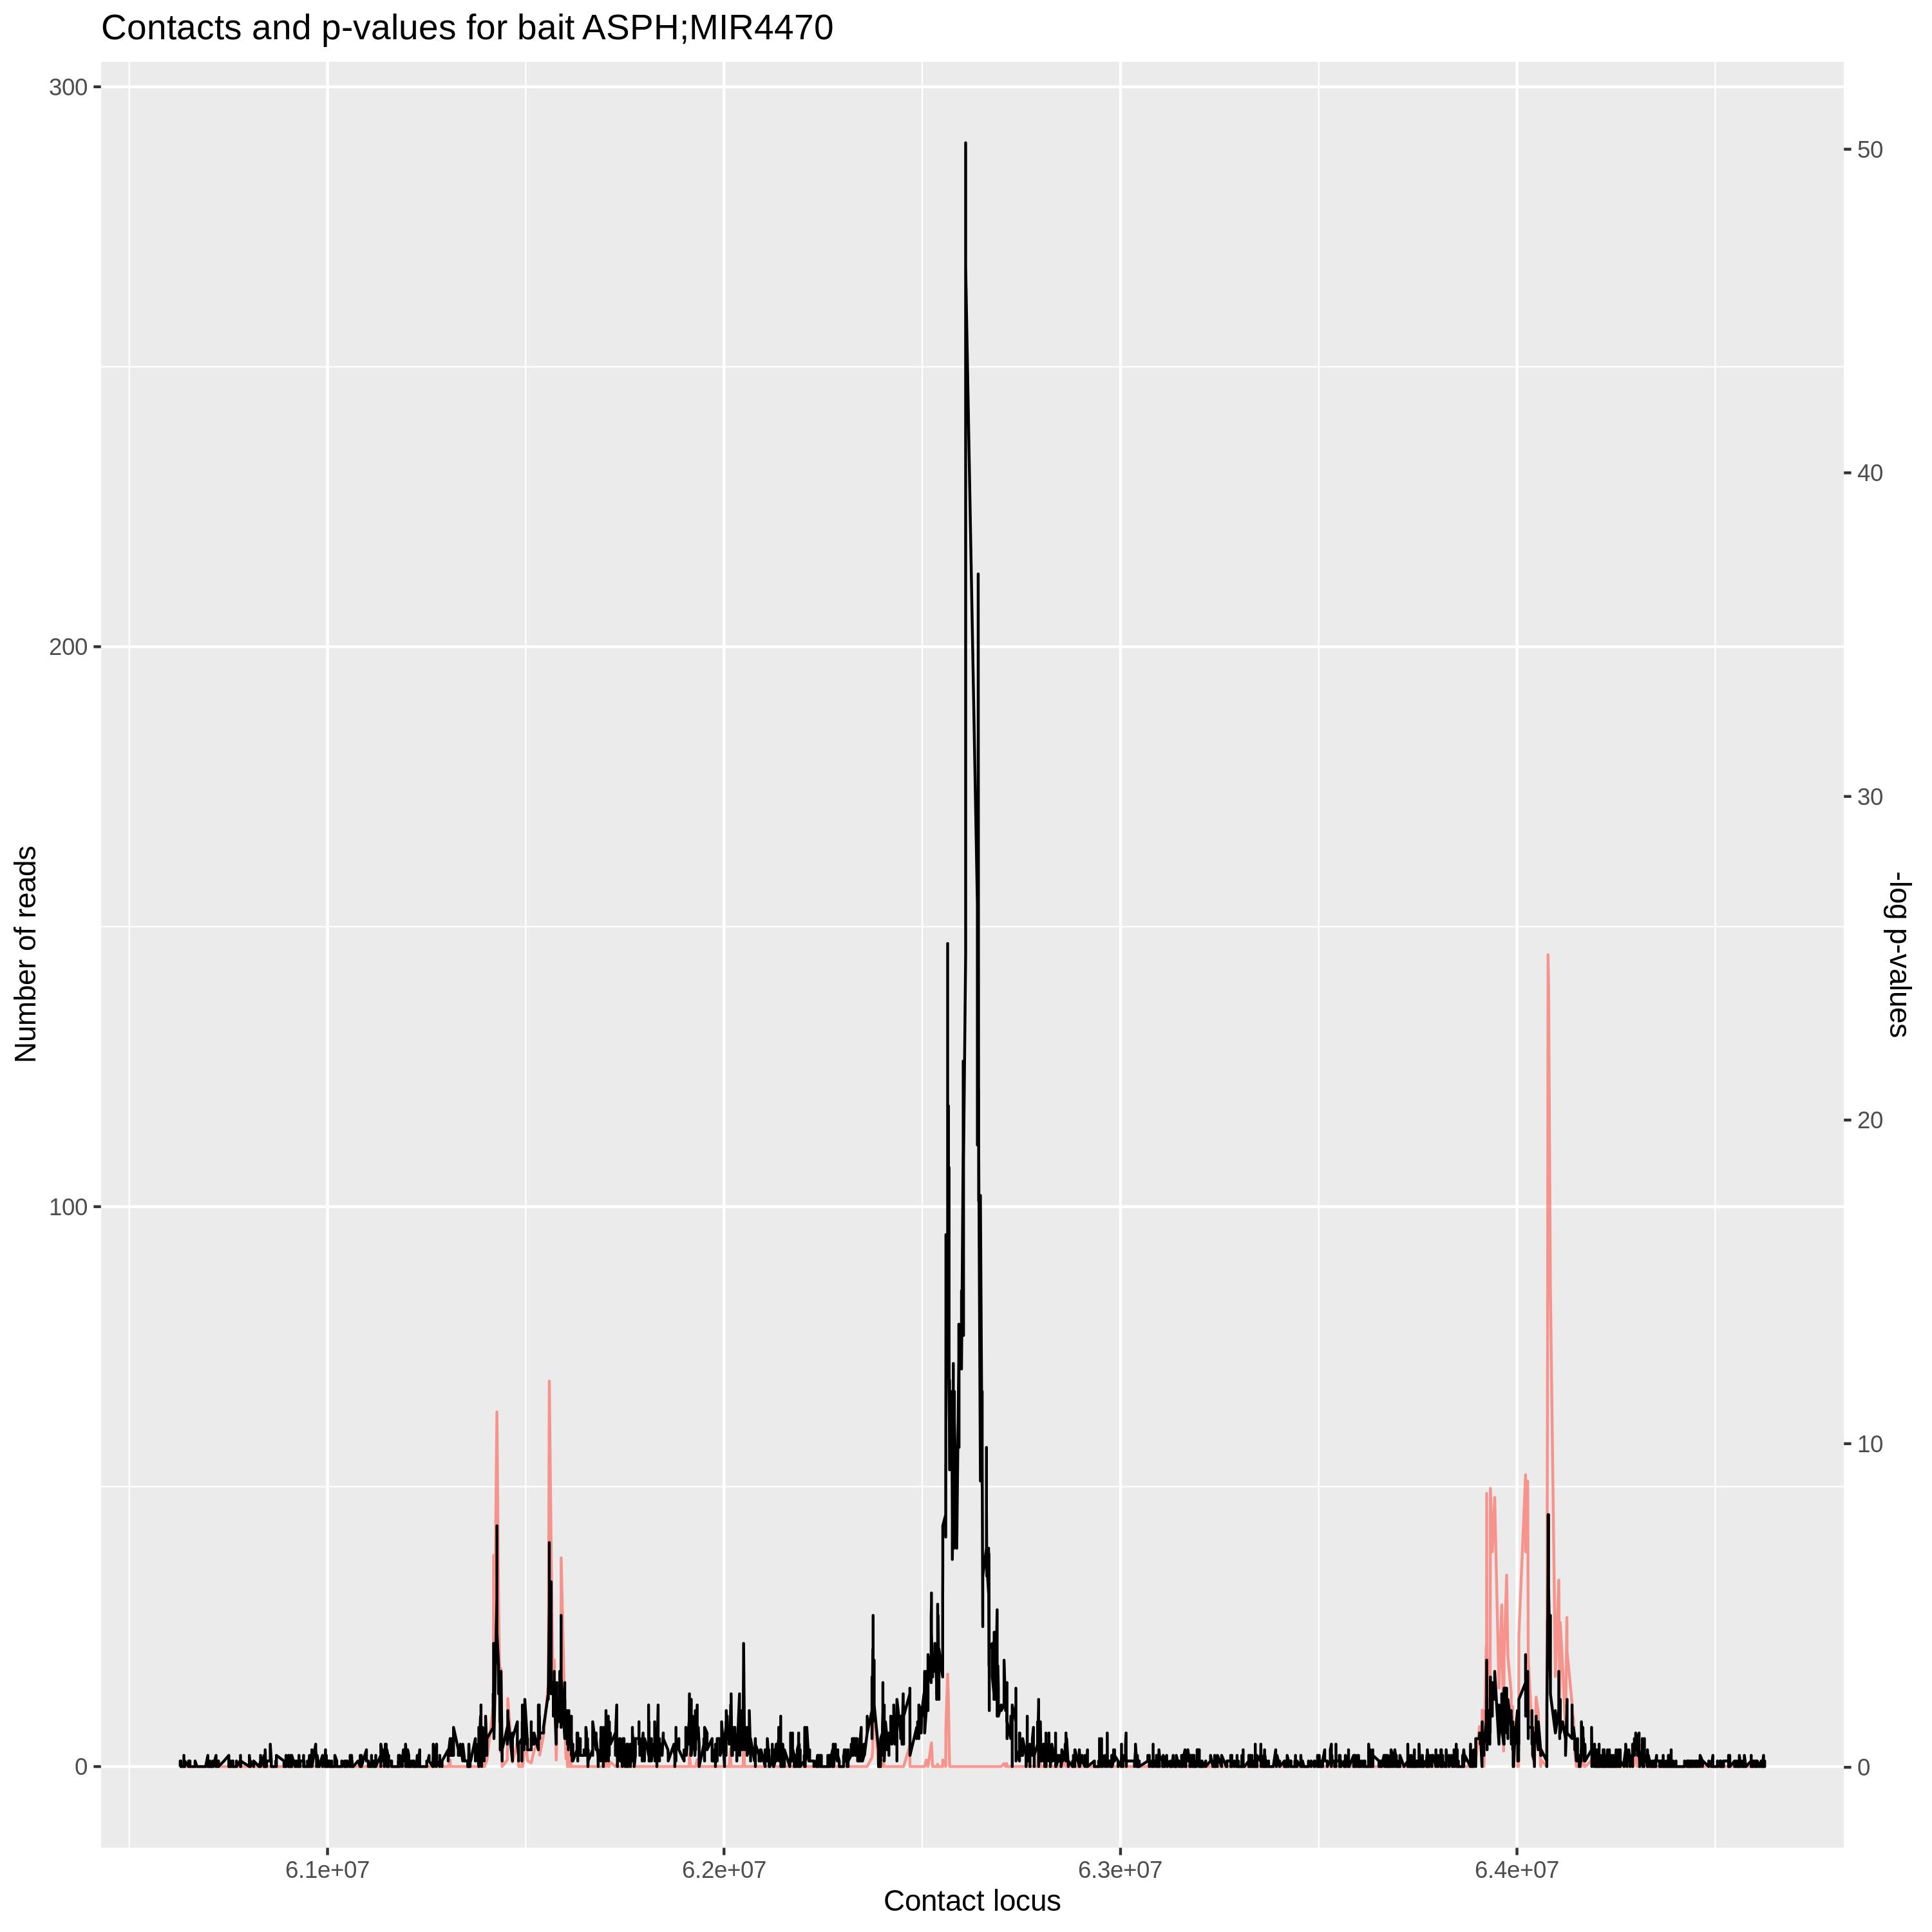 Contacts and p-values for bait ASPH;MIR4470
300
200
100
0
Number of reads
50
40
30
20
10
0
-log p-values
6.1e+07 6.2e+07 6.3e+07 6.4e+07
Contact locus